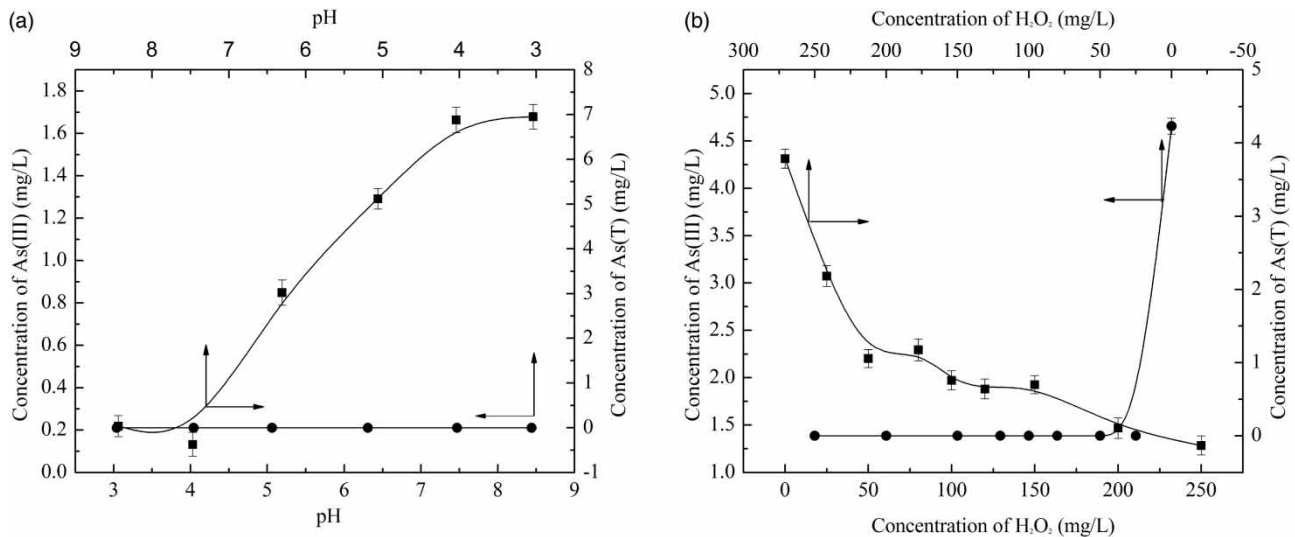 (a)
pH
9 8 7 6 5 4 3
1.8
1.6
1.4
1.2
1.0
0.8
0.6
0.4
0.2
0.0
Concentration of As(III) (mg/L)
8
7
6
5
4
3
2
1
0
-1
Concentration of As(T) (mg/L)
3 4 5 6 7 8 9
pH
(b)
Concentration of H₂O₂ (mg/L)
300 250 200 150 100 50 0 -50
5.0
4.5
4.0
3.5
3.0
2.5
2.0
1.5
1.0
Concentration of As(III) (mg/L)
5
4
3
2
1
0
Concentration of As(T) (mg/L)
0 50 100 150 200 250
Concentration of H₂O₂ (mg/L)